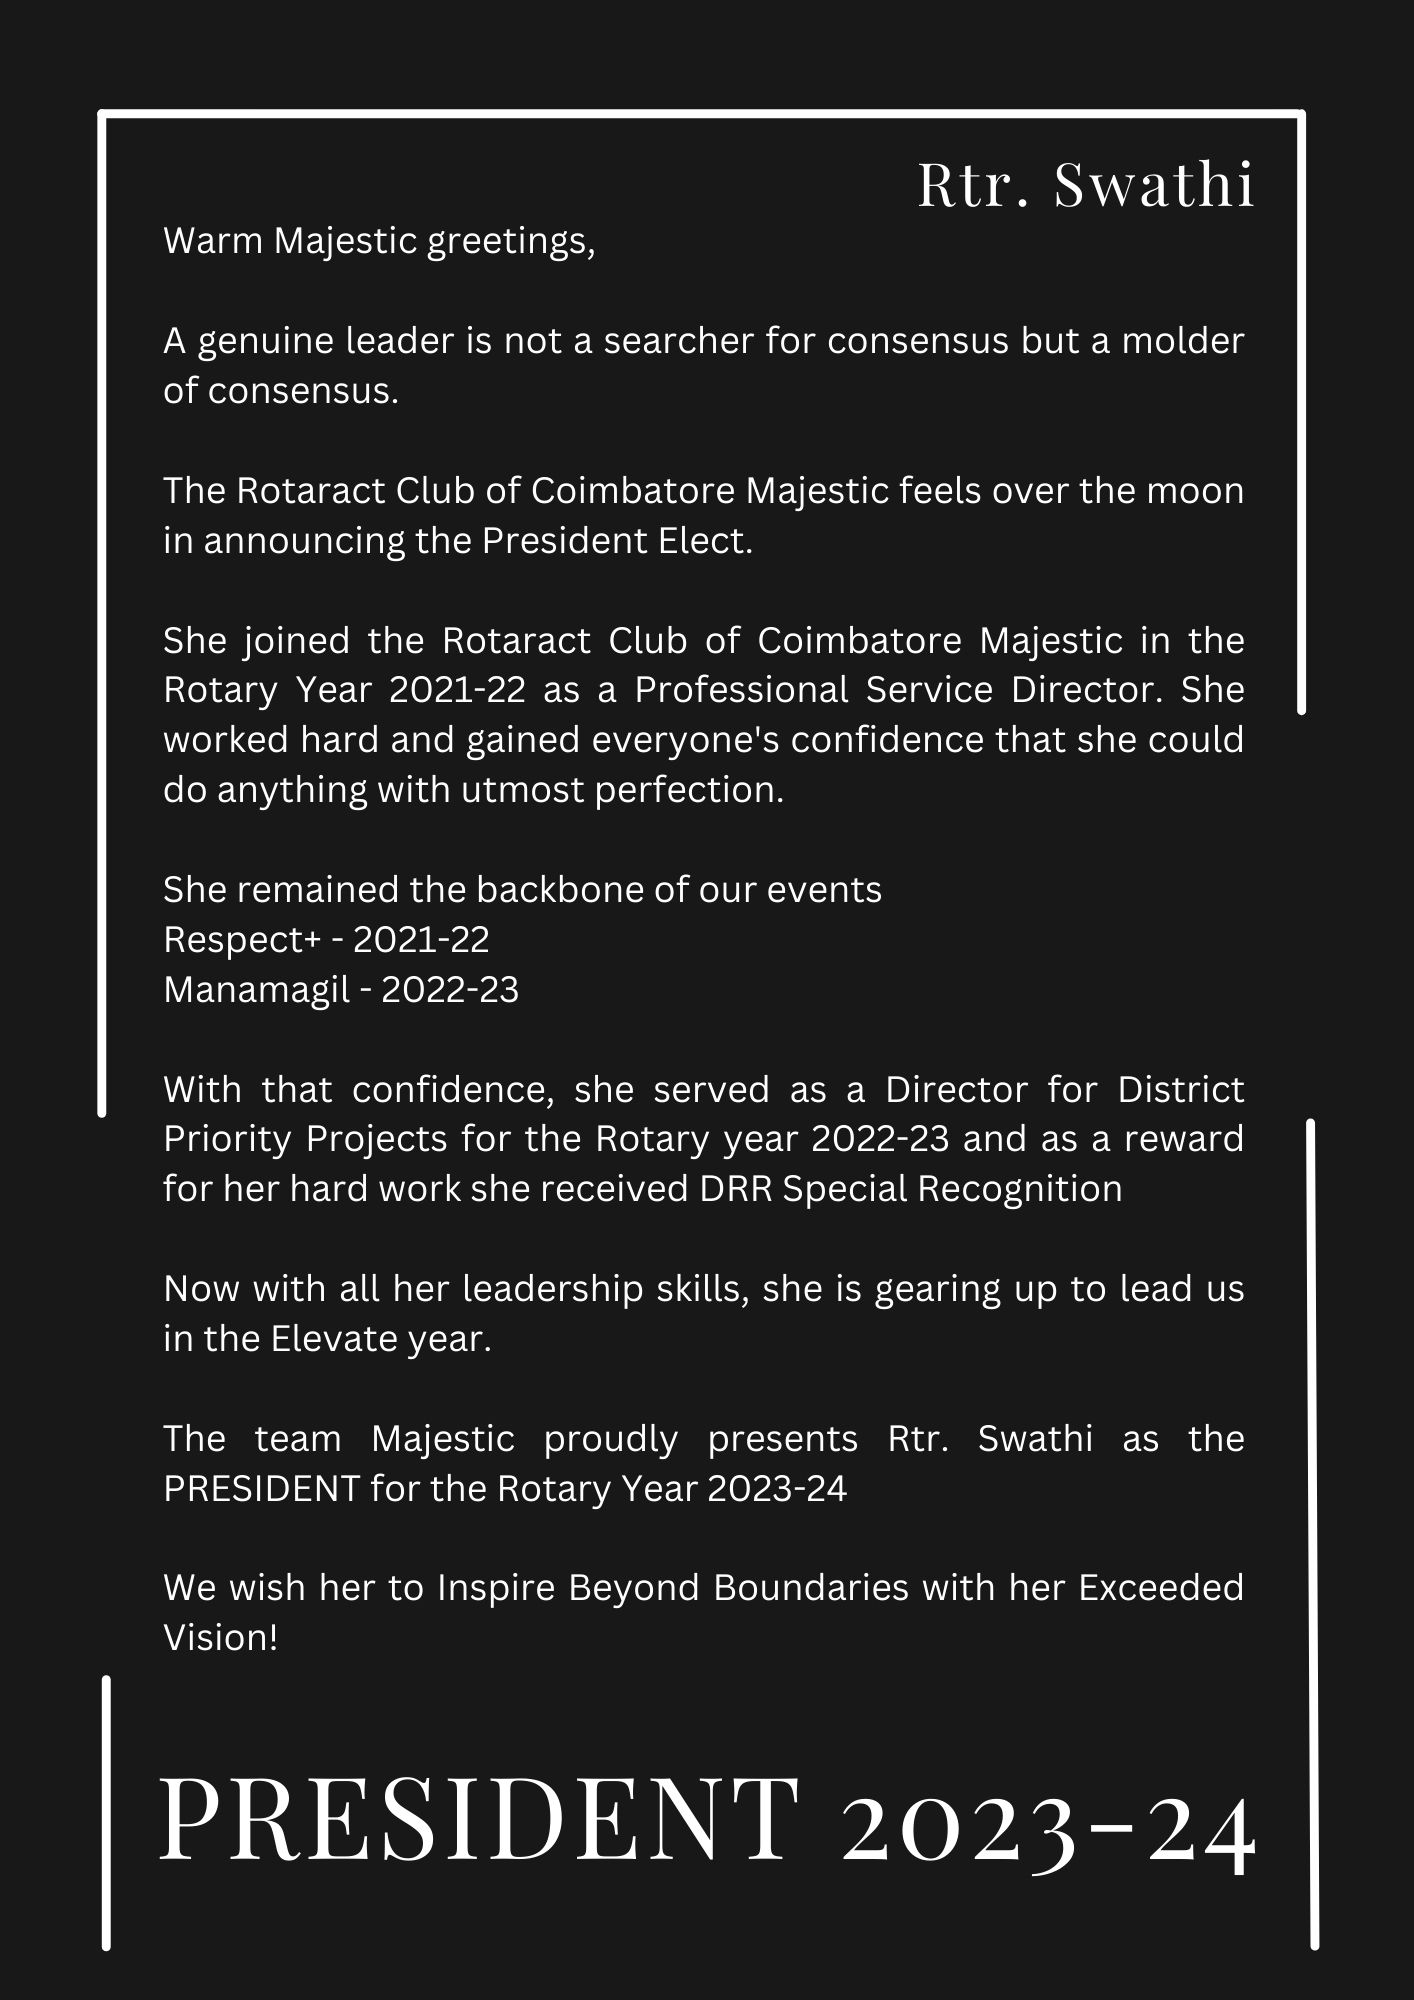 Rtr. Swathi
Warm Majestic greetings,
A genuine leader is not a searcher for consensus but a molder
of consensus.
The Rotaract Club of Coimbatore Majestic feels over the moon
in announcing the President Elect.
She joined the Rotaract Club of Coimbatore Majestic in the
Rotary Year 2021-22 as a Professional Service Director. She
worked hard and gained everyone's confidence that she could
do anything with utmost perfection.
She remained the backbone of our events
Respect+ - 2021-22
Manamagil - 2022-23
With that confidence, she served as a Director for District
Priority Projects for the Rotary year 2022-23 and as a reward
for her hard work she received DRR Special Recognition
Now with all her leadership skills, she is gearing up to lead us
in the Elevate year.
The team Majestic proudly presents Rtr. Swathi as the
PRESIDENT for the Rotary Year 2023-24
We wish her to Inspire Beyond Boundaries with her Exceeded
Vision!
PRESIDENT 2023-24